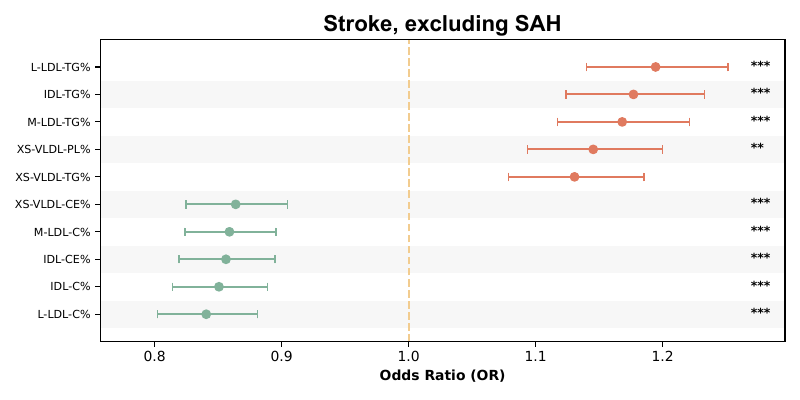 Stroke, excluding SAH
L-LDL-TG% ***
IDL-TG% ***
M-LDL-TG% ***
XS-VLDL-PL% **
XS-VLDL-TG%
XS-VLDL-CE% ***
M-LDL-C% ***
IDL-CE% ***
IDL-C% ***
L-LDL-C% ***
0.8 0.9 1.0 1.1 1.2
Odds Ratio (OR)